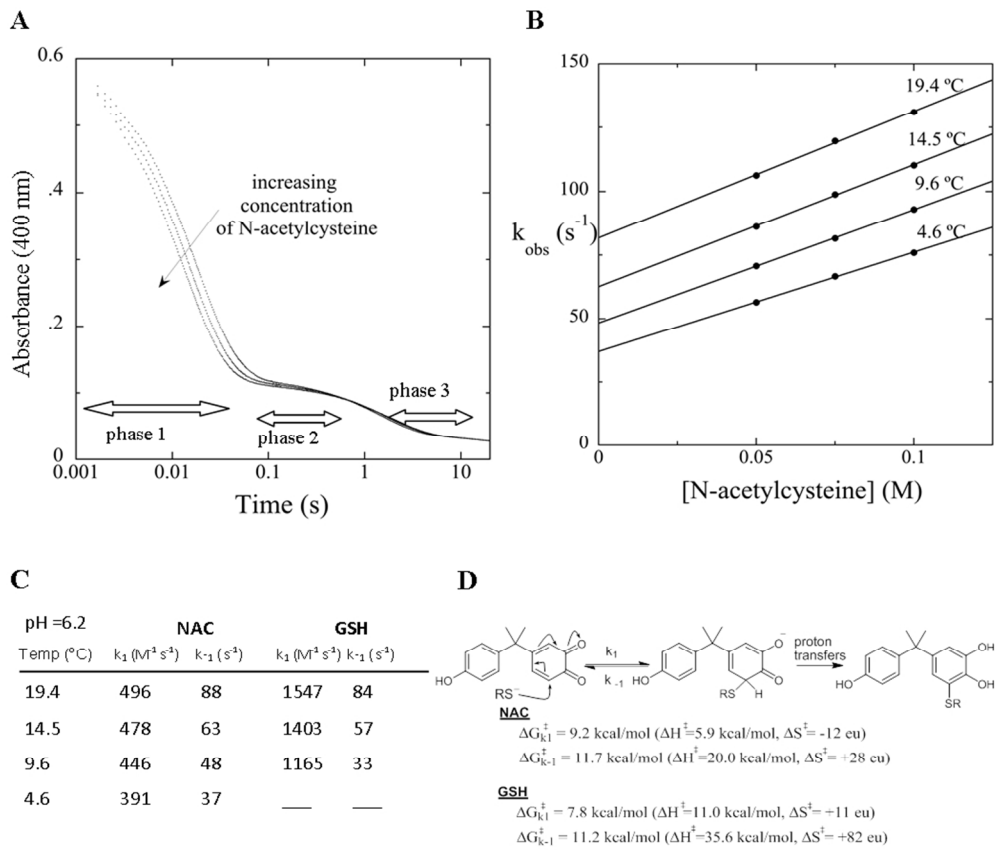 A
0.6
.4
.2
0
Absorbance (400 nm)
increasing
concentration
of N-acetylcysteine
phase 1
phase 2
phase 3
0.001
0.01
0.1
1
10
Time (s)
B
150
100
50
0
k obs (s-1)
19.4 ºC
14.5 ºC
9.6 ºC
4.6 ºC
0
0.05
0.1
[N-acetylcysteine] (M)
C
pH =6.2 NAC GSH
Temp (°C) k1 (M-1 s-1) k-1 (s-1) k1 (M-1 s-1) k-1 (s-1)
19.4 496 88 1547 84
14.5 478 63 1403 57
9.6 446 48 1165 33
4.6 391 37 ___ ___
D
HO
O
O
RS−
k1
k -1
HO
O−
O
RS H
proton
transfers
HO
OH
OH
SR
NAC
ΔG‡k1 = 9.2 kcal/mol (ΔH‡=5.9 kcal/mol, ΔS‡= -12 eu)
ΔG‡k-1 = 11.7 kcal/mol (ΔH‡=20.0 kcal/mol, ΔS‡= +28 eu)
GSH
ΔG‡k1 = 7.8 kcal/mol (ΔH‡=11.0 kcal/mol, ΔS‡= +11 eu)
ΔG‡k-1 = 11.2 kcal/mol (ΔH‡=35.6 kcal/mol, ΔS‡= +82 eu)